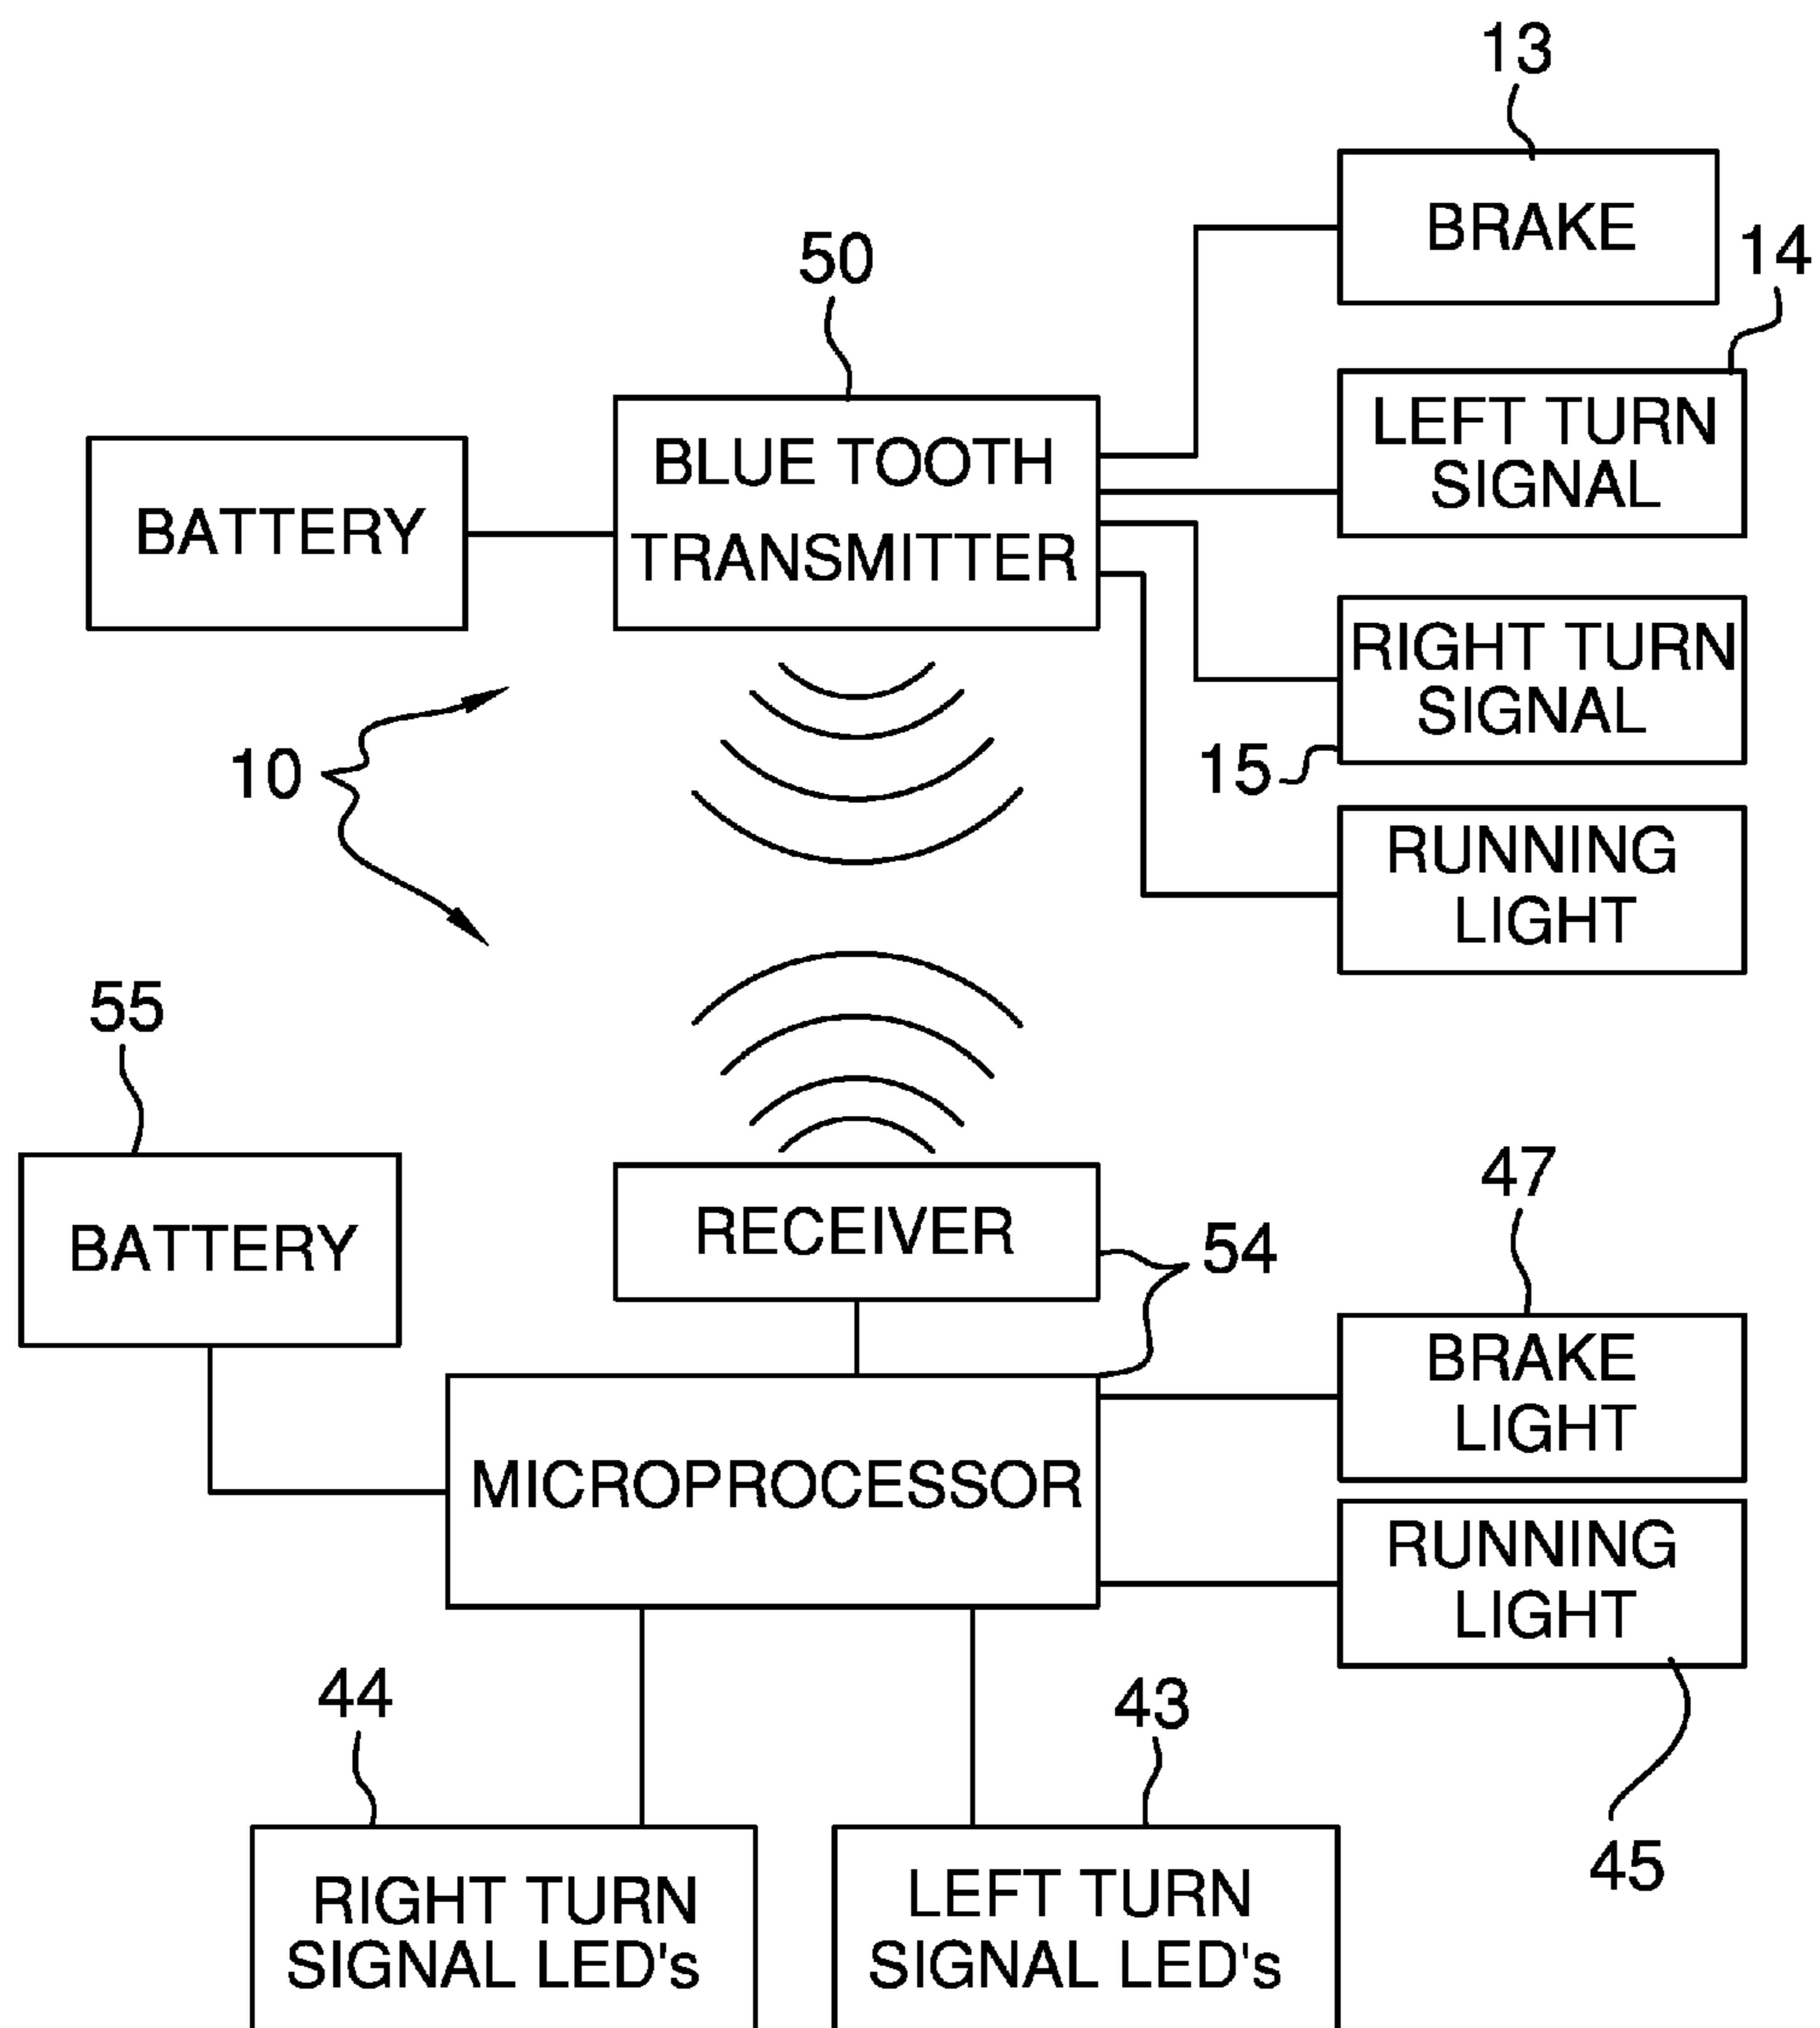 13
BRAKE
14
50
LEFT TURN
SIGNAL
BLUE TOOTH
TRANSMITTER
BATTERY
RIGHT TURN
SIGNAL
15
10
RUNNING
LIGHT
55
BATTERY
RECEIVER
54
47
BRAKE
LIGHT
MICROPROCESSOR
RUNNING
LIGHT
45
44
43
RIGHT TURN
SIGNAL LED's
LEFT TURN
SIGNAL LED's